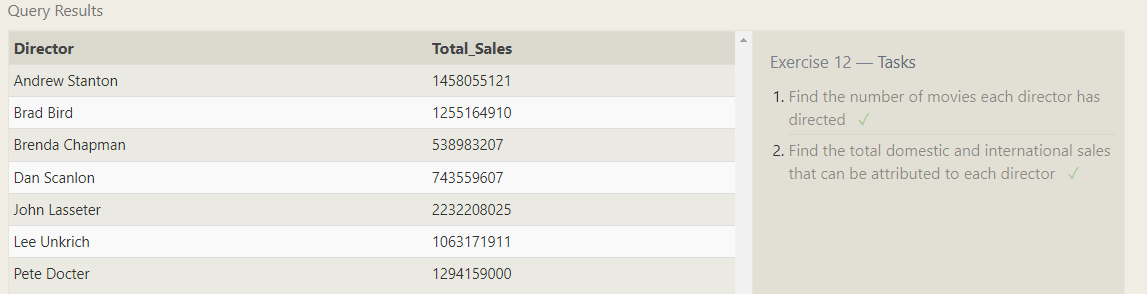 Query Results
Director Total_Sales
Andrew Stanton 1458055121
Brad Bird 1255164910
Brenda Chapman 538983207
Dan Scanlon 743559607
John Lasseter 2232208025
Lee Unkrich 1063171911
Pete Docter 1294159000
Exercise 12 — Tasks
1. Find the number of movies each director has
directed ✓
2. Find the total domestic and international sales
that can be attributed to each director ✓